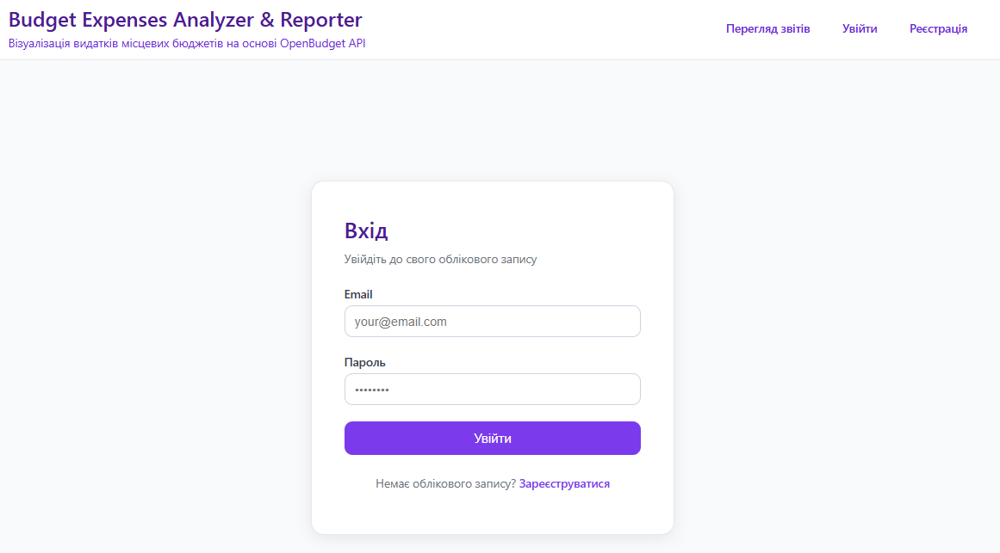 Budget Expenses Analyzer & Reporter
Візуалізація видатків місцевих бюджетів на основі OpenBudget API
Перегляд звітів
Увійти
Реєстрація
Вхід
Увійдіть до свого облікового запису
Email
your@email.com
Пароль
••••••••
Увійти
Немає облікового запису? Зареєструватися